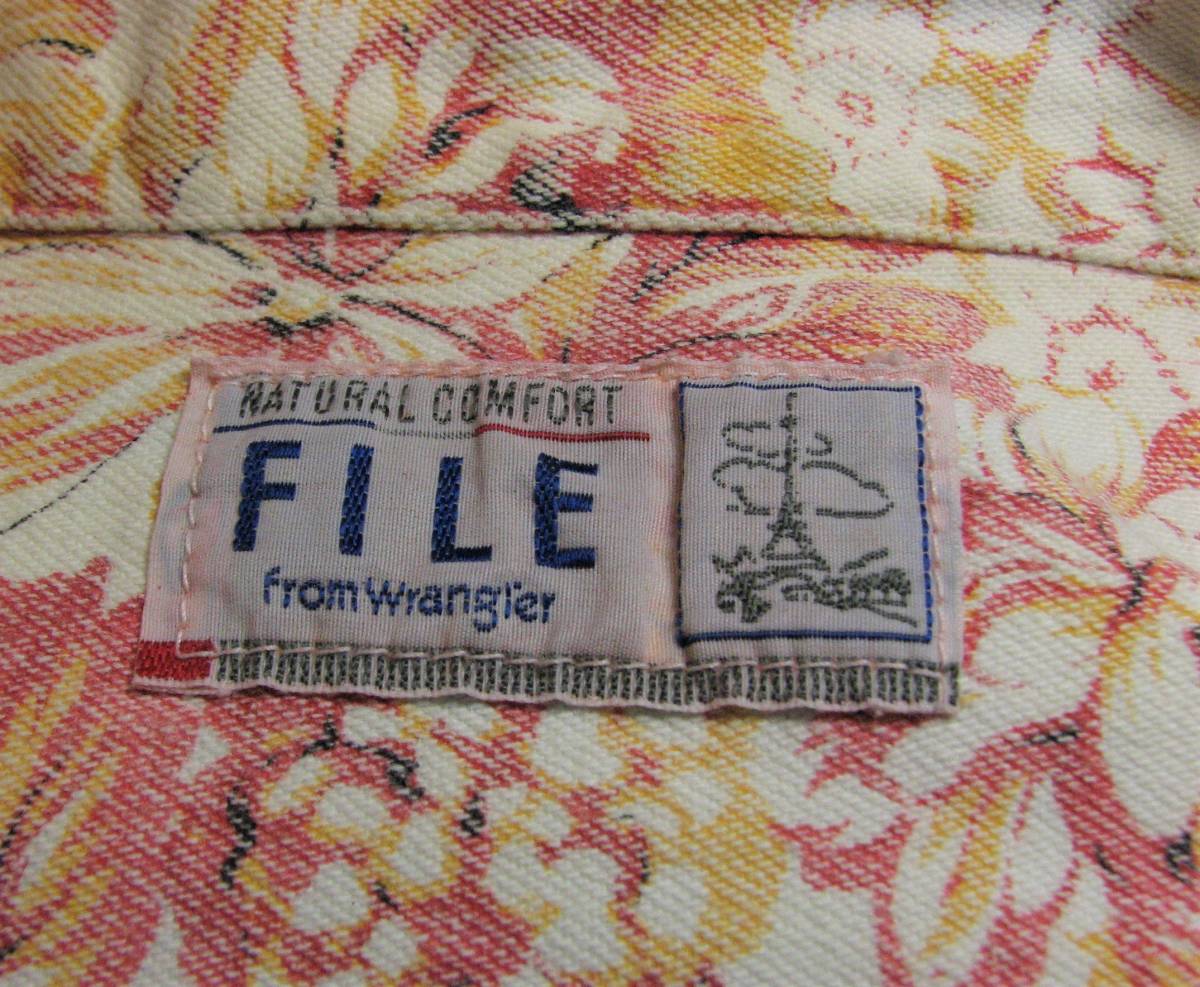 NATURAL COMFORT
FILE
from Wrangler